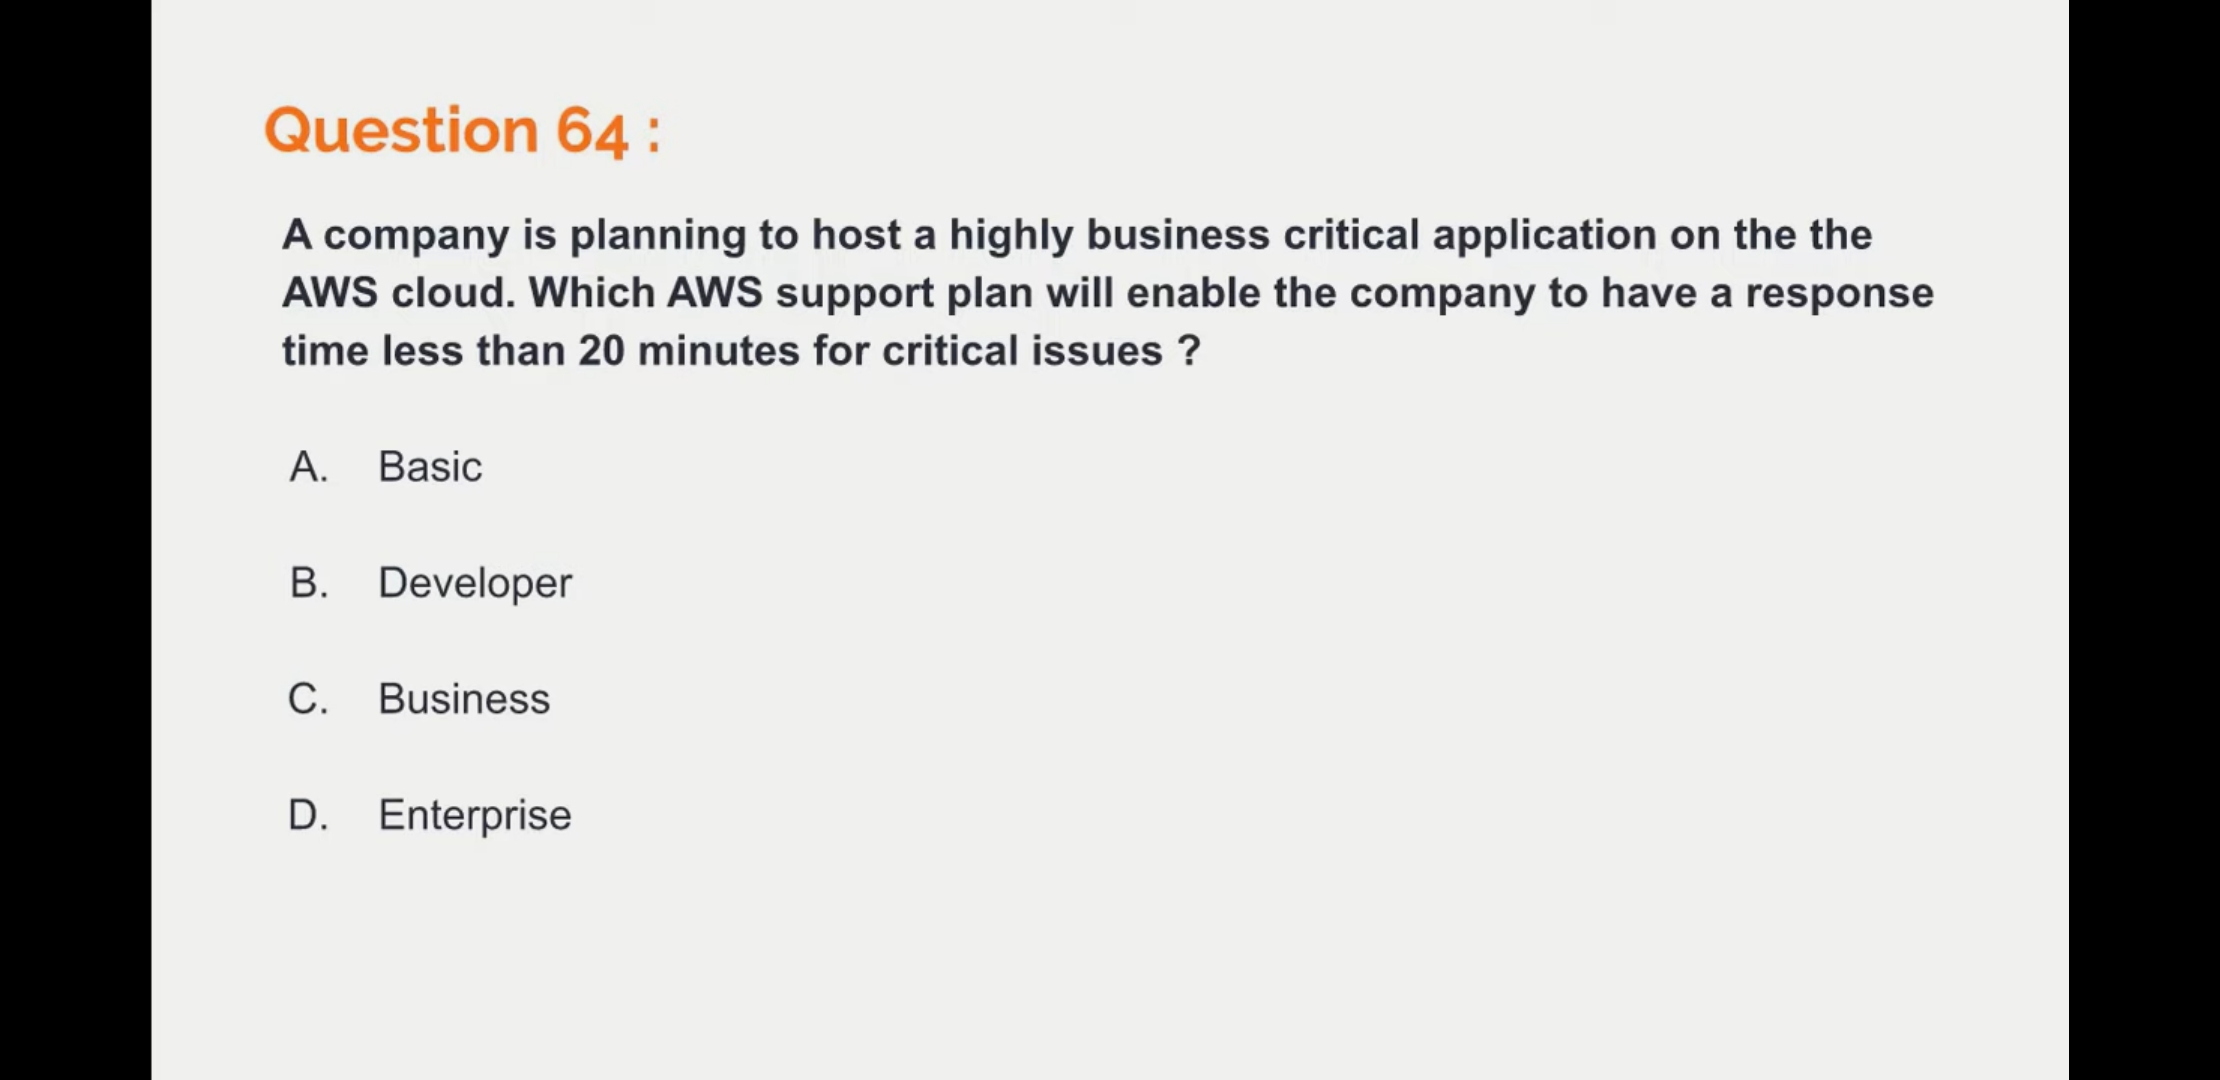 Question 64 :
A company is planning to host a highly business critical application on the the
AWS cloud. Which AWS support plan will enable the company to have a response
time less than 20 minutes for critical issues ?
A. Basic
B. Developer
C. Business
D. Enterprise